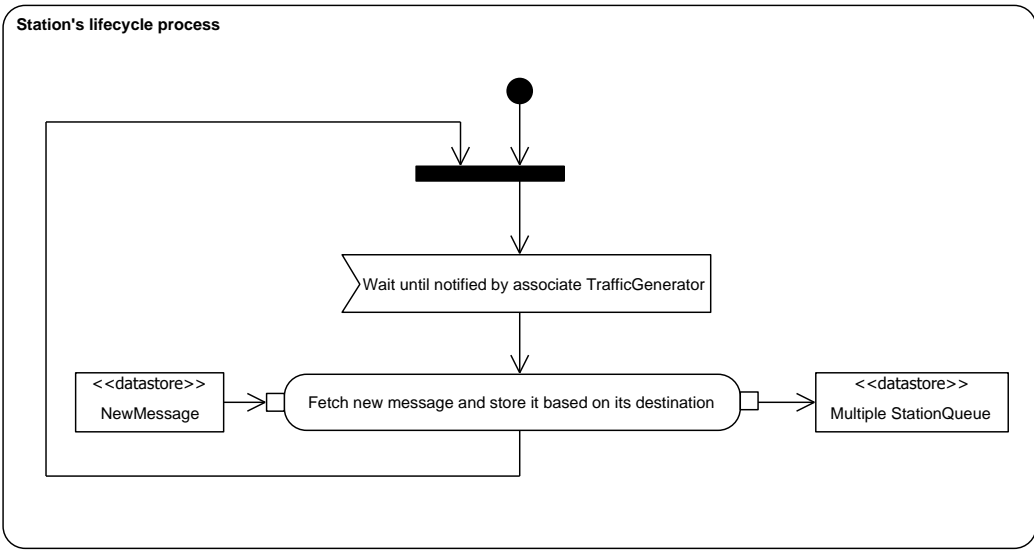 Station's lifecycle process
Wait until notified by associate TrafficGenerator
<<datastore>>
NewMessage
Fetch new message and store it based on its destination
<<datastore>>
Multiple StationQueue